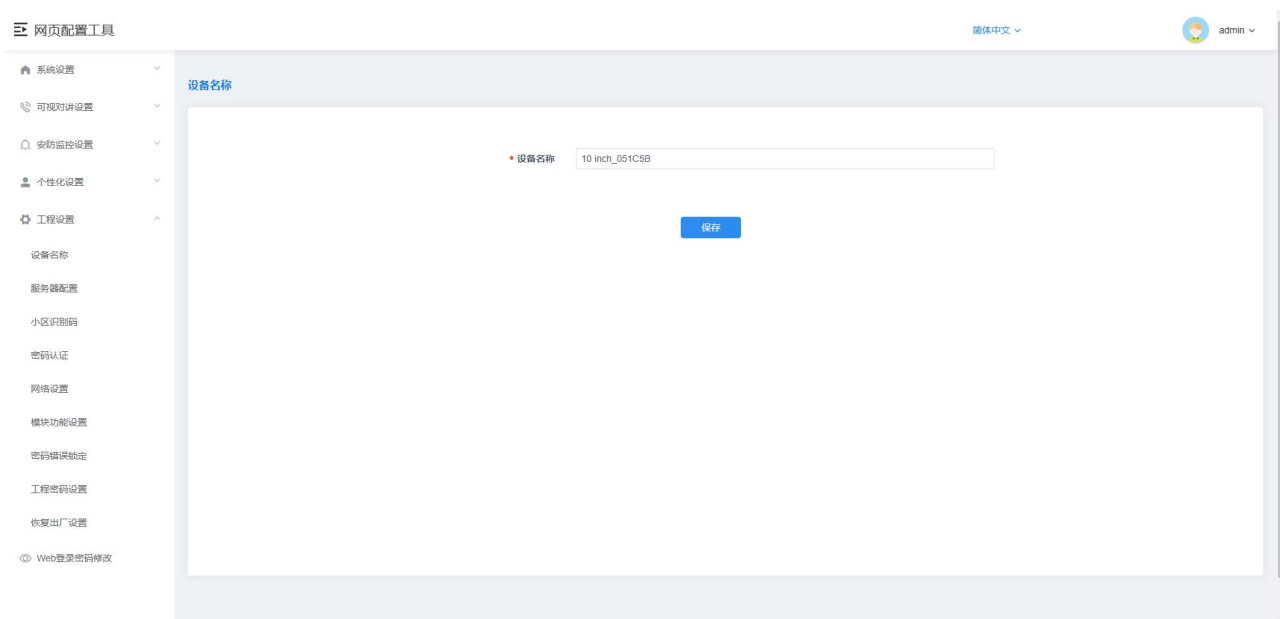 网页配置工具
简体中文
admin
系统设置
可视对讲设置
安防监控设置
个性化设置
工程设置
设备名称
服务器配置
小区识别码
密码认证
网络设置
模块功能设置
密码错误锁定
工程密码设置
恢复出厂设置
Web登录密码修改
设备名称
* 设备名称 10 inch_051C5B
保存